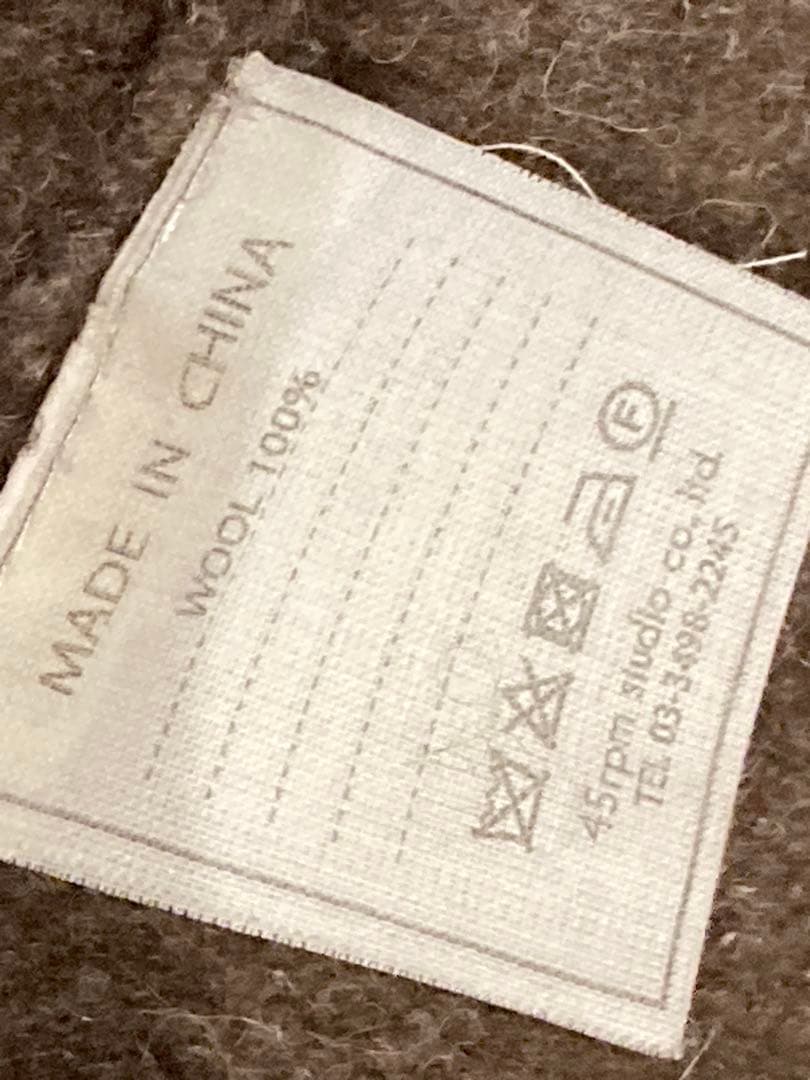 MADE IN CHINA
WOOL 100%
F
45rpm studio co., ltd.
TEL 03-3498-2245